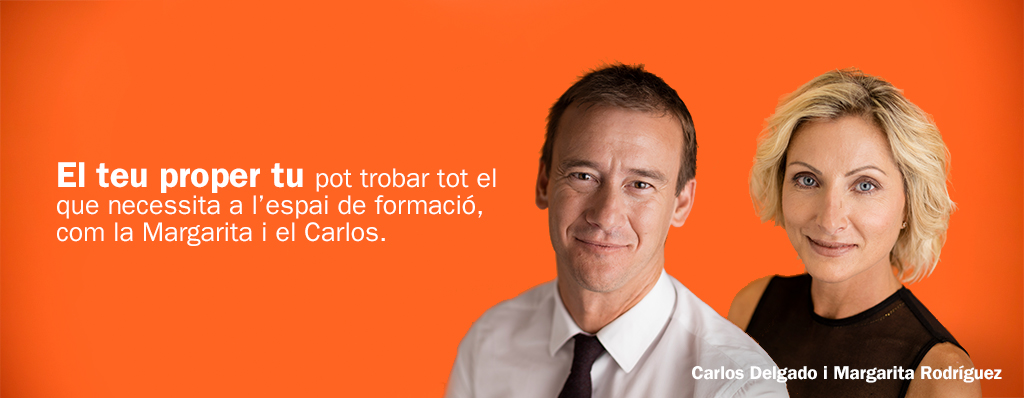 El teu proper tu pot trobar tot el
que necessita a l’espai de formació,
com la Margarita i el Carlos.
Carlos Delgado i Margarita Rodríguez